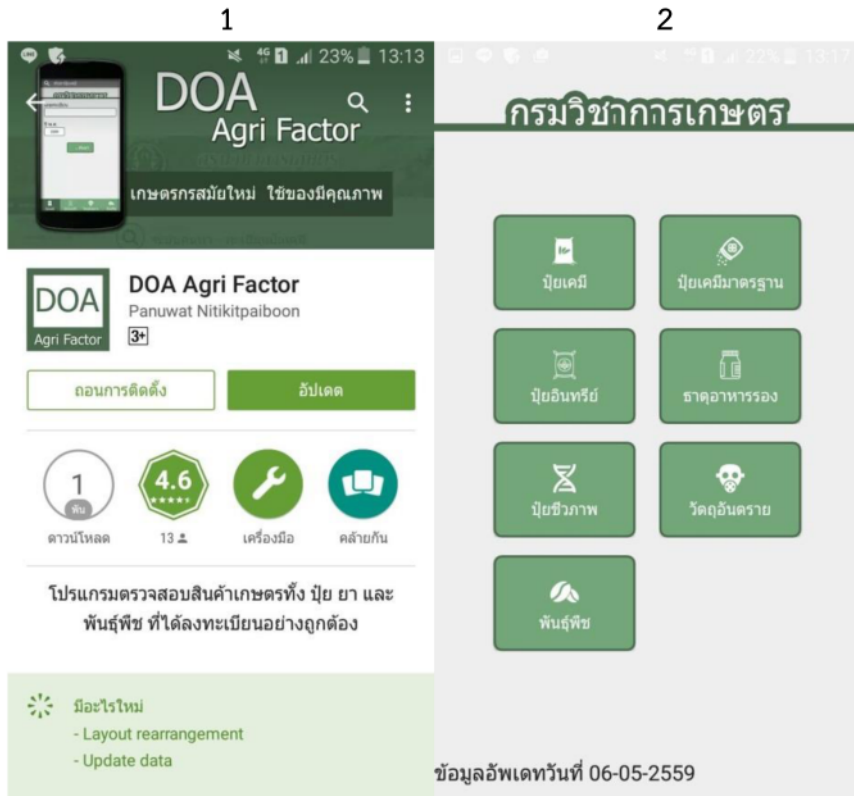 1
4G 1 23% 13:13
DOA
Agri Factor
เกษตรกรสมัยใหม่ ใช้ของมีคุณภาพ
DOA
Agri Factor
DOA Agri Factor
Panuwat Nitikitpaiboon
3+
ถอนการติดตั้ง
อัปเดต
1
พัน
ดาวน์โหลด
4.6
13
เครื่องมือ
คล้ายกัน
โปรแกรมตรวจสอบสินค้าเกษตรทั้ง ปุ๋ย ยา และ
พันธุ์พืช ที่ได้ลงทะเบียนอย่างถูกต้อง
มีอะไรใหม่
- Layout rearrangement
- Update data
2
4G 1 22% 13:17
กรมวิชาการเกษตร
ปุ๋ยเคมี
ปุ๋ยเคมีมาตรฐาน
ปุ๋ยอินทรีย์
ธาตุอาหารรอง
ปุ๋ยชีวภาพ
วัตถุอันตราย
พันธุ์พืช
ข้อมูลอัพเดทวันที่ 06-05-2559